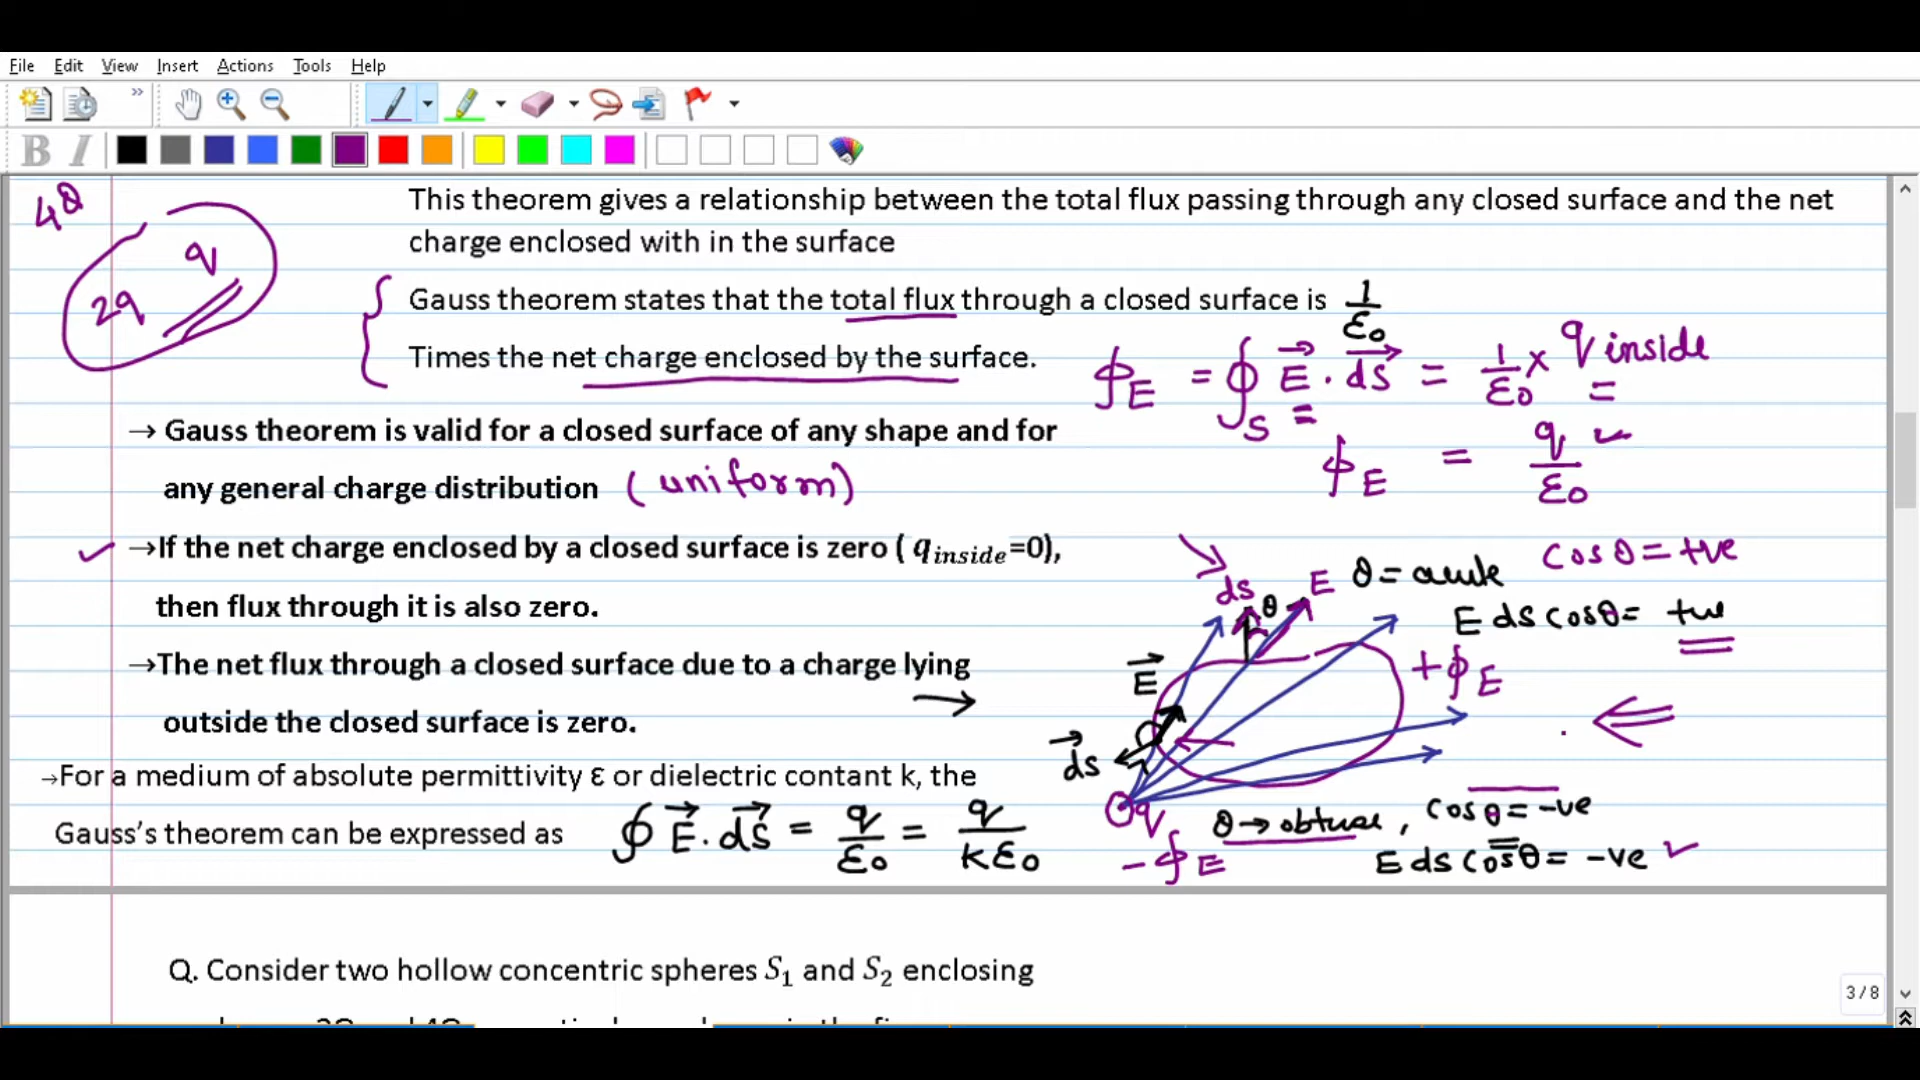 File Edit View Insert Actions Tools Help
B I
4Q
q
2q
This theorem gives a relationship between the total flux passing through any closed surface and the net
charge enclosed with in the surface
Gauss theorem states that the total flux through a closed surface is 1/ε₀
Times the net charge enclosed by the surface.
ϕE = ∮S E⃗ . ds⃗ = 1/ε₀ × q inside
→ Gauss theorem is valid for a closed surface of any shape and for
any general charge distribution (uniform)
ϕE = q/ε₀
→If the net charge enclosed by a closed surface is zero ( q inside=0),
then flux through it is also zero.
cosθ = +ve
ds θ E θ = acute
E ds cosθ = +ve
→The net flux through a closed surface due to a charge lying
outside the closed surface is zero.
+ϕE
E⃗
ds⃗
→For a medium of absolute permittivity ε or dielectric contant k, the
Gauss's theorem can be expressed as ∮ E⃗ . ds⃗ = q/ε₀ = q/kε₀
q
-ϕE
θ → obtuse, cosθ = -ve
E ds cosθ = -ve
Q. Consider two hollow concentric spheres S₁ and S₂ enclosing
3 / 8